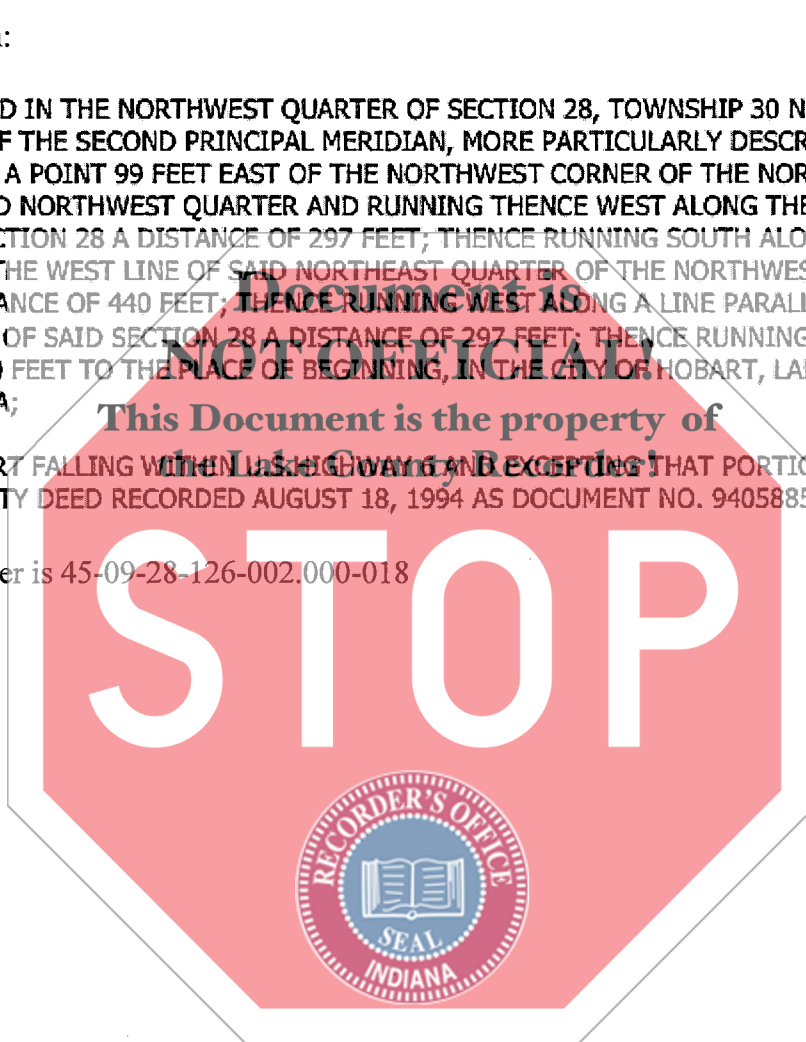 :
D IN THE NORTHWEST QUARTER OF SECTION 28, TOWNSHIP 30 N
F THE SECOND PRINCIPAL MERIDIAN, MORE PARTICULARLY DESCR
A POINT 99 FEET EAST OF THE NORTHWEST CORNER OF THE NOR
D NORTHWEST QUARTER AND RUNNING THENCE WEST ALONG THE
CTION 28 A DISTANCE OF 297 FEET; THENCE RUNNING SOUTH ALO
THE WEST LINE OF SAID NORTHEAST QUARTER OF THE NORTHWES
Document is
ANCE OF 440 FEET; THENCE RUNNING WEST ALONG A LINE PARALL
OF SAID SECTION 28 A DISTANCE OF 297 FEET; THENCE RUNNING
NOT OFFICIAL!
FEET TO THE PLACE OF BEGINNING, IN THE CITY OF HOBART, LA
A;
This Document is the property of
RT FALLING WITHIN U.S. HIGHWAY 6 AND EXCEPTING THAT PORTIO
the Lake County Recorder!
TY DEED RECORDED AUGUST 18, 1994 AS DOCUMENT NO. 9405885
er is 45-09-28-126-002.000-018
STOP
RECORDER'S OFFICE
SEAL
INDIANA